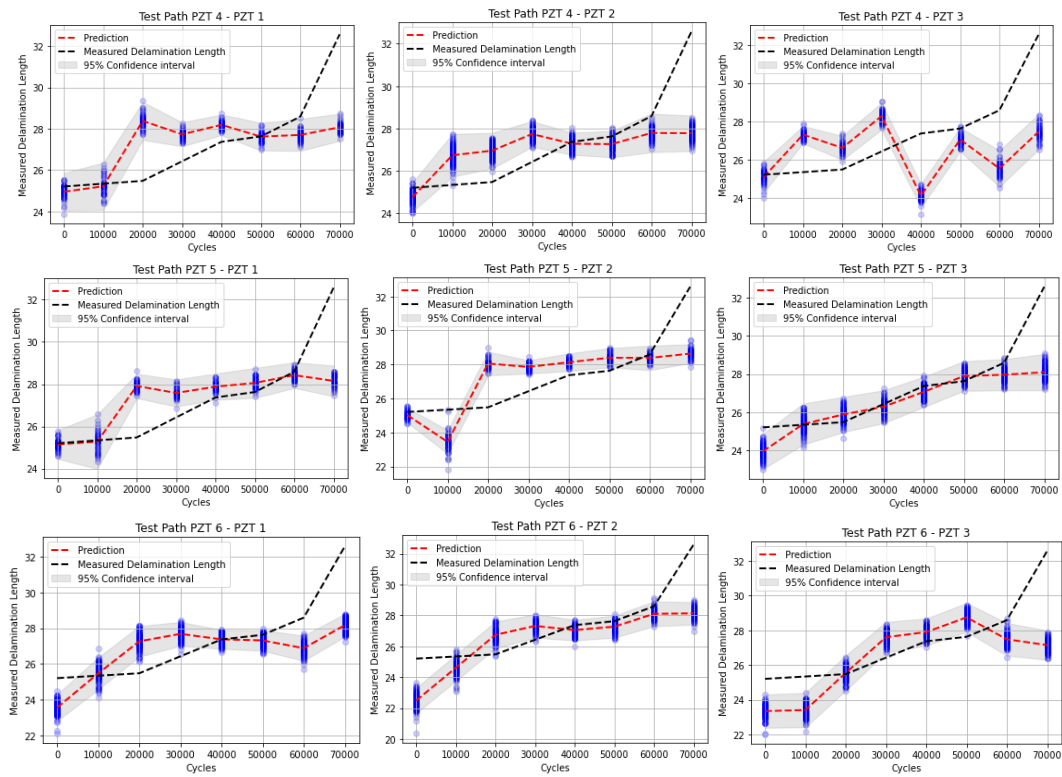 Test Path PZT 4 - PZT 1
Prediction
Measured Delamination Length
95% Confidence interval
Measured Delamination Length
32
30
28
26
24
0 10000 20000 30000 40000 50000 60000 70000
Cycles
Test Path PZT 4 - PZT 2
Prediction
Measured Delamination Length
95% Confidence interval
Measured Delamination Length
32
30
28
26
24
0 10000 20000 30000 40000 50000 60000 70000
Cycles
Test Path PZT 4 - PZT 3
Prediction
Measured Delamination Length
95% Confidence interval
Measured Delamination Length
32
30
28
26
24
0 10000 20000 30000 40000 50000 60000 70000
Cycles
Test Path PZT 5 - PZT 1
Prediction
Measured Delamination Length
95% Confidence interval
Measured Delamination Length
32
30
28
26
24
0 10000 20000 30000 40000 50000 60000 70000
Cycles
Test Path PZT 5 - PZT 2
Prediction
Measured Delamination Length
95% Confidence interval
Measured Delamination Length
32
30
28
26
24
22
0 10000 20000 30000 40000 50000 60000 70000
Cycles
Test Path PZT 5 - PZT 3
Prediction
Measured Delamination Length
95% Confidence interval
Measured Delamination Length
32
30
28
26
24
0 10000 20000 30000 40000 50000 60000 70000
Cycles
Test Path PZT 6 - PZT 1
Prediction
Measured Delamination Length
95% Confidence interval
Measured Delamination Length
32
30
28
26
24
22
0 10000 20000 30000 40000 50000 60000 70000
Cycles
Test Path PZT 6 - PZT 2
Prediction
Measured Delamination Length
95% Confidence interval
Measured Delamination Length
32
30
28
26
24
22
20
0 10000 20000 30000 40000 50000 60000 70000
Cycles
Test Path PZT 6 - PZT 3
Prediction
Measured Delamination Length
95% Confidence interval
Measured Delamination Length
32
30
28
26
24
22
0 10000 20000 30000 40000 50000 60000 70000
Cycles